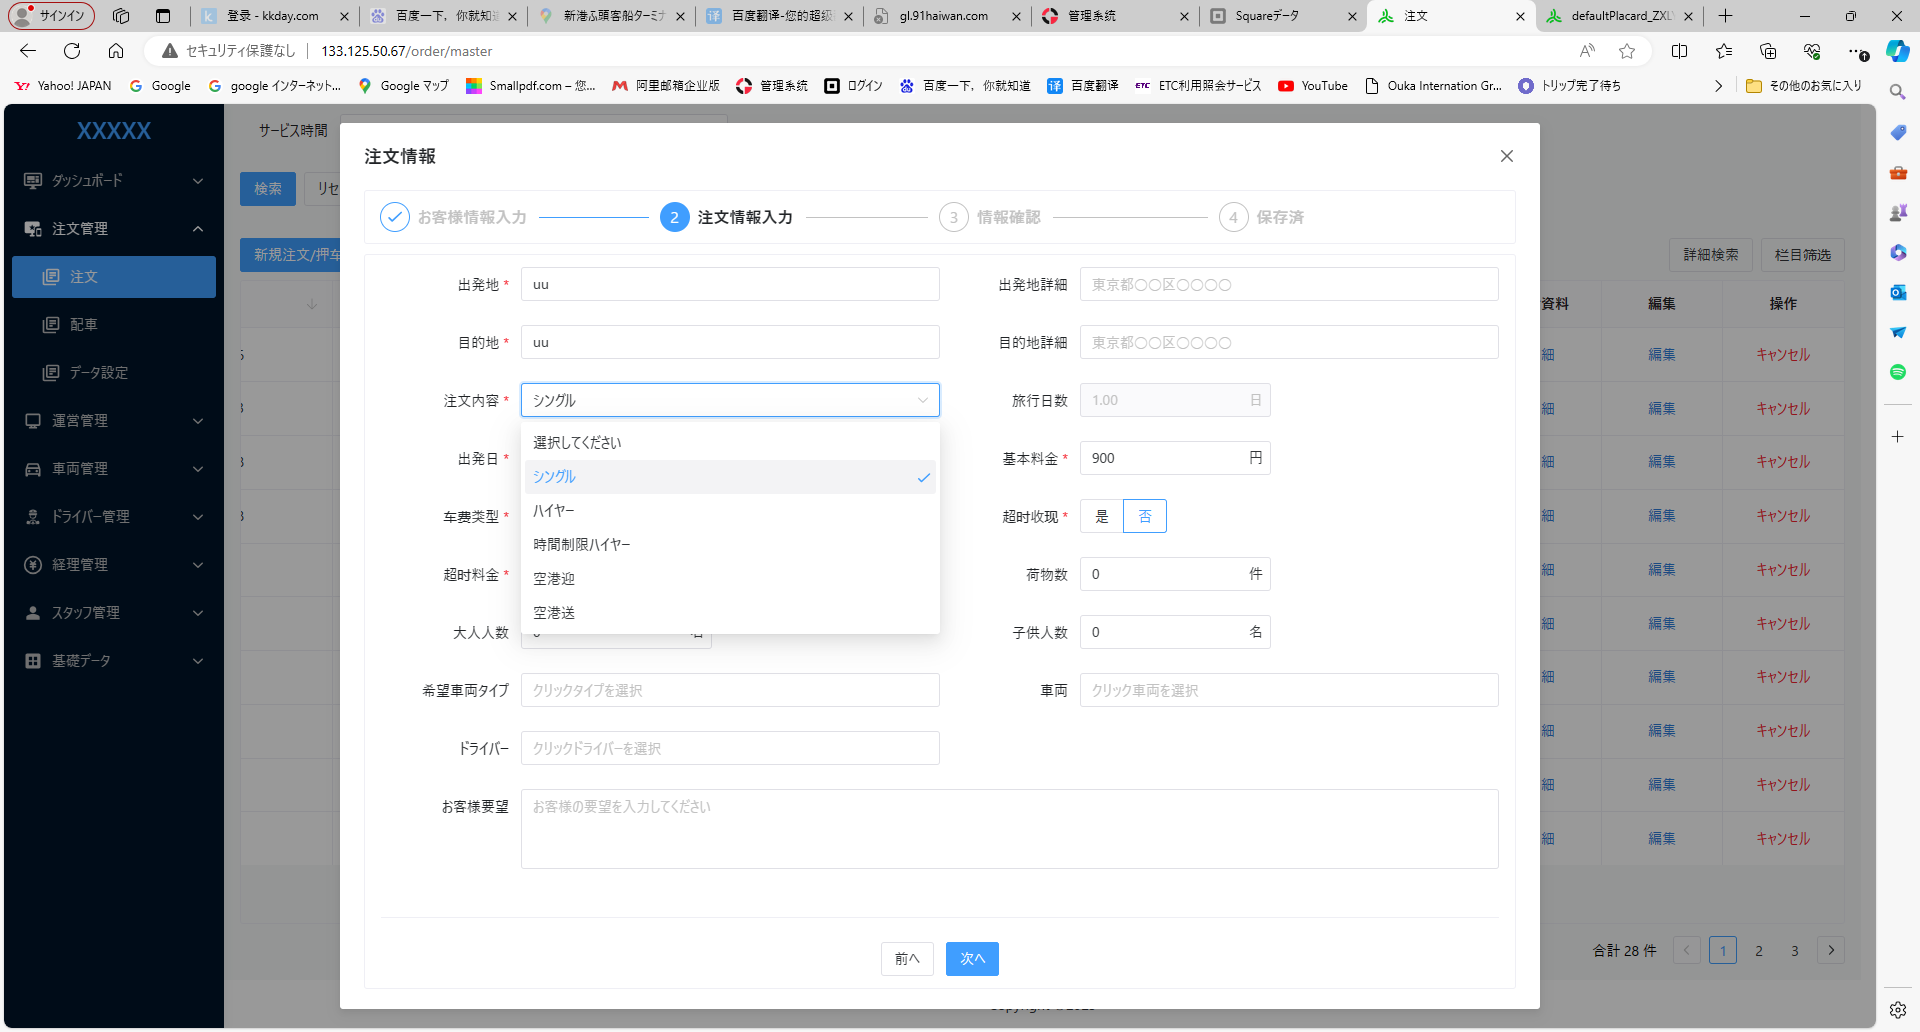 サインイン
登录 - kkday.com
百度一下，你就知道
新港ふ頭客船ターミナ
百度翻译-您的超级
gl.91haiwan.com
管理系统
Squareデータ
注文
defaultPlacard_ZXL
セキュリティ保護なし
133.125.50.67/order/master
Yahoo! JAPAN
Google
google インターネット...
Google マップ
Smallpdf.com – 您...
阿里邮箱企业版
管理系统
ログイン
百度一下，你就知道
百度翻译
ETC利用照会サービス
YouTube
Ouka Internation Gr...
トリップ完了待ち
その他のお気に入り
XXXXX
ダッシュボード
注文管理
注文
配車
データ設定
運営管理
車両管理
ドライバー管理
経理管理
スタッフ管理
基礎データ
サービス時間
検索
リセ
新規注文/押车
詳細検索
栏目筛选
資料
編集
操作
5
細
編集
キャンセル
3
細
編集
キャンセル
3
細
編集
キャンセル
3
細
編集
キャンセル
細
編集
キャンセル
細
編集
キャンセル
細
編集
キャンセル
細
編集
キャンセル
細
編集
キャンセル
細
編集
キャンセル
合計 28 件
1
2
3
注文情報
お客様情報入力
2 注文情報入力
3 情報確認
4 保存済
出発地 *
uu
出発地詳細
東京都〇〇区〇〇〇〇
目的地 *
uu
目的地詳細
東京都〇〇区〇〇〇〇
注文内容 *
シングル
旅行日数
1.00
日
選択してください
シングル
ハイヤー
時間制限ハイヤー
空港迎
空港送
出発日 *
基本料金 *
900
円
车费类型 *
超时收现 *
是
否
超时料金 *
荷物数
0
件
大人人数
子供人数
0
名
希望車両タイプ
クリックタイプを選択
車両
クリック車両を選択
ドライバー
クリックドライバーを選択
お客様要望
お客様の要望を入力してください
前へ
次へ